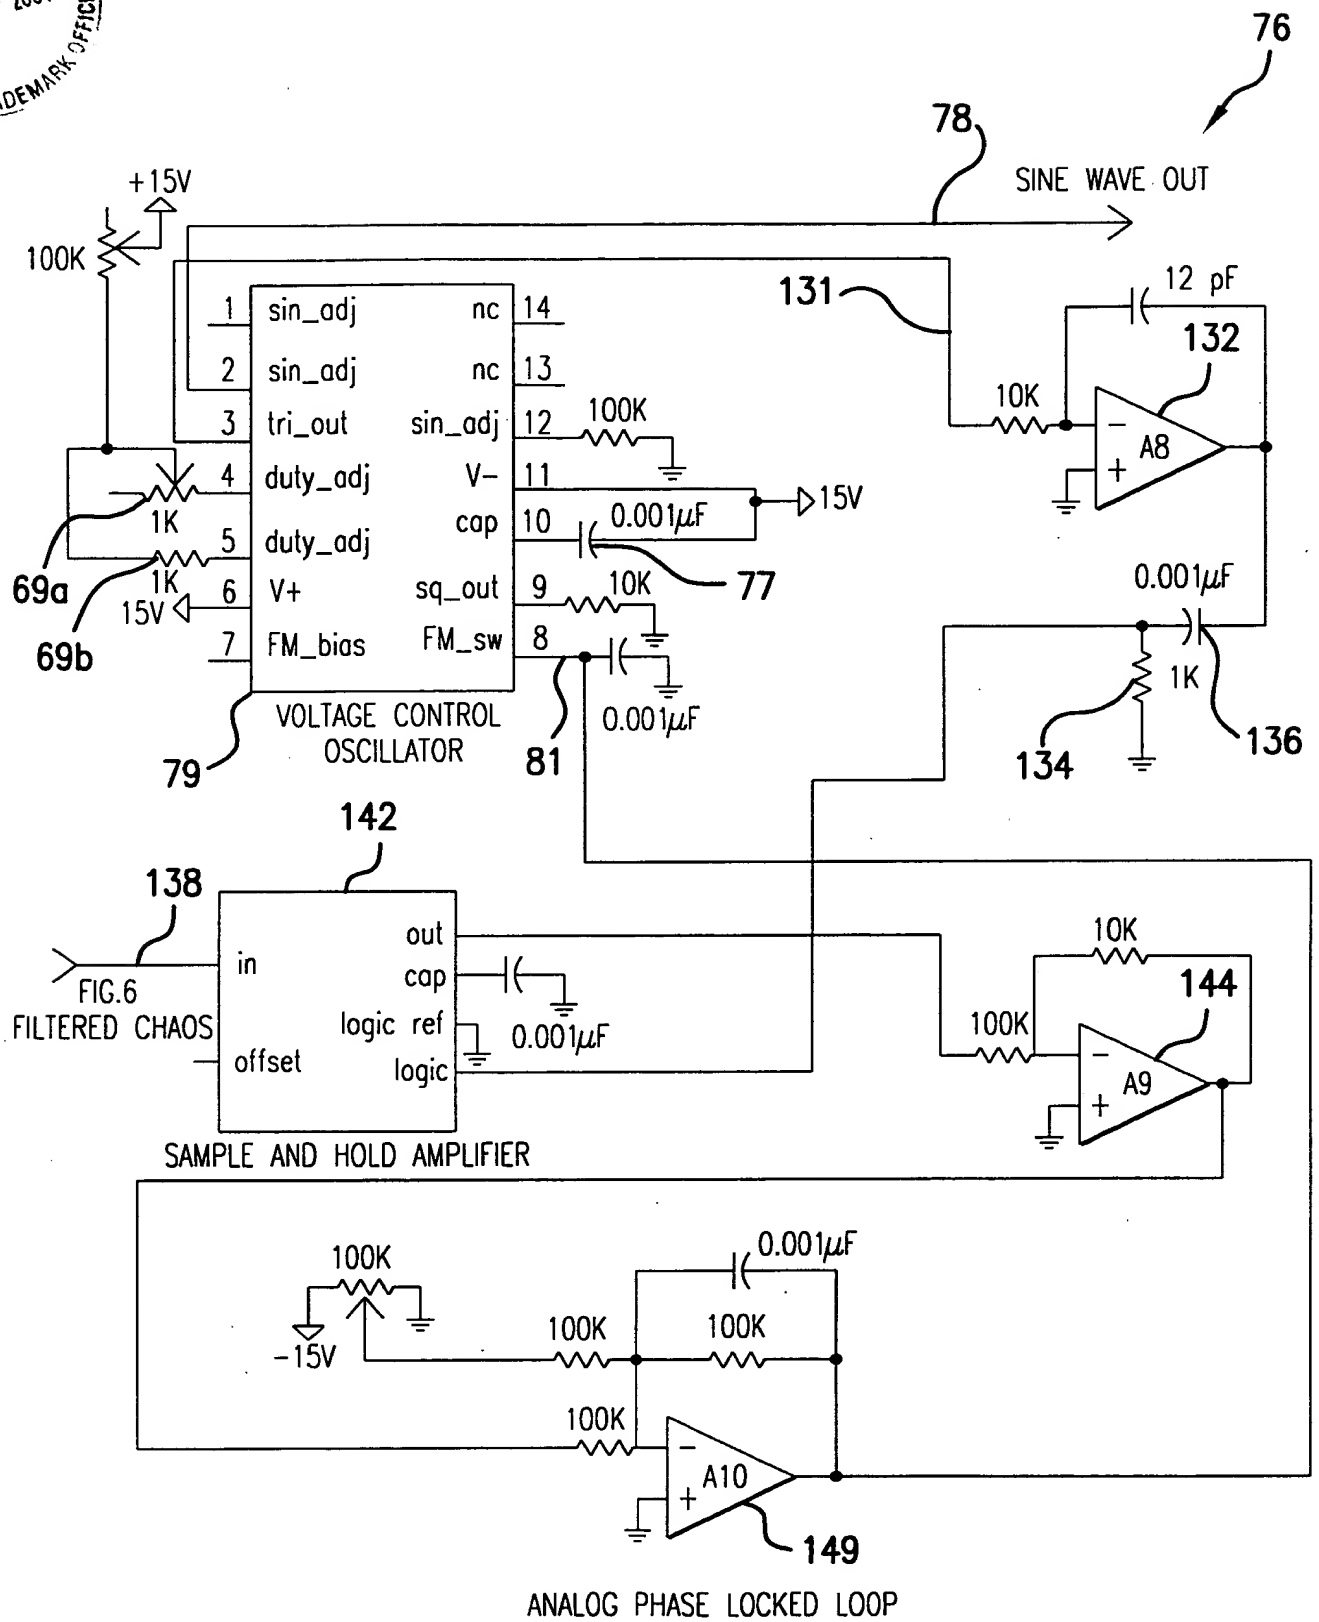 DEMARK OFFIC
76
78
SINE WAVE OUT
+15V
100K
131
12 pF
132
10K
A8
-
+
1 sin_adj nc 14
2 sin_adj nc 13
3 tri_out sin_adj 12 100K
4 duty_adj V- 11 15V
1K
5 duty_adj cap 10 0.001µF
1K
69a
69b
15V 6 V+ sq_out 9 10K
77
7 FM_bias FM_sw 8
0.001µF
VOLTAGE CONTROL
OSCILLATOR
79
81
0.001µF
1K
134
136
142
138
in
out
cap
logic ref
logic
offset
0.001µF
FIG.6
FILTERED CHAOS
SAMPLE AND HOLD AMPLIFIER
10K
144
100K
A9
-
+
100K
-15V
0.001µF
100K
100K
100K
A10
-
+
149
ANALOG PHASE LOCKED LOOP